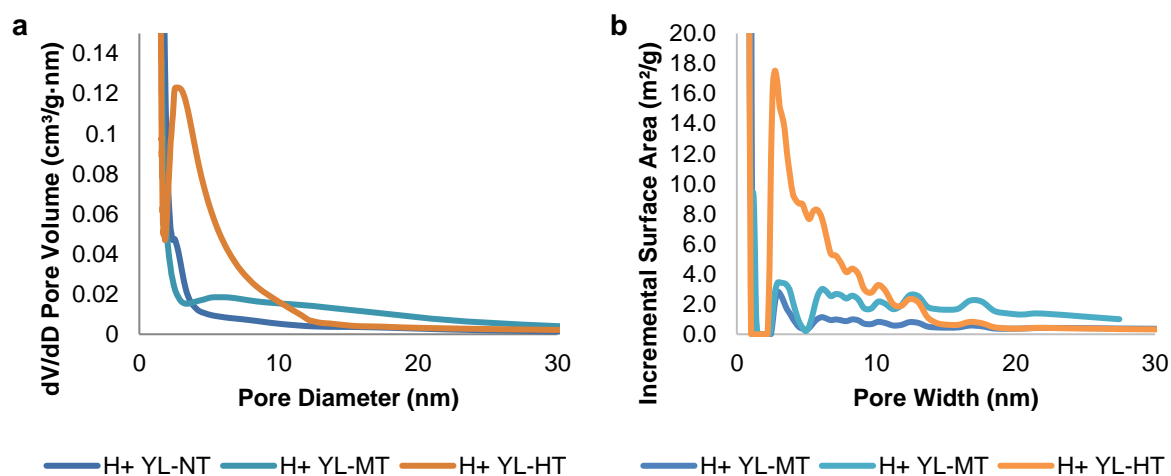 a
dV/dD Pore Volume (cm³/g·nm)
0.14
0.12
0.1
0.08
0.06
0.04
0.02
0
0 10 20 30
Pore Diameter (nm)
H+ YL-NT H+ YL-MT H+ YL-HT
b
Incremental Surface Area (m²/g)
20.0
18.0
16.0
14.0
12.0
10.0
8.0
6.0
4.0
2.0
0.0
0 10 20 30
Pore Width (nm)
H+ YL-MT H+ YL-MT H+ YL-HT